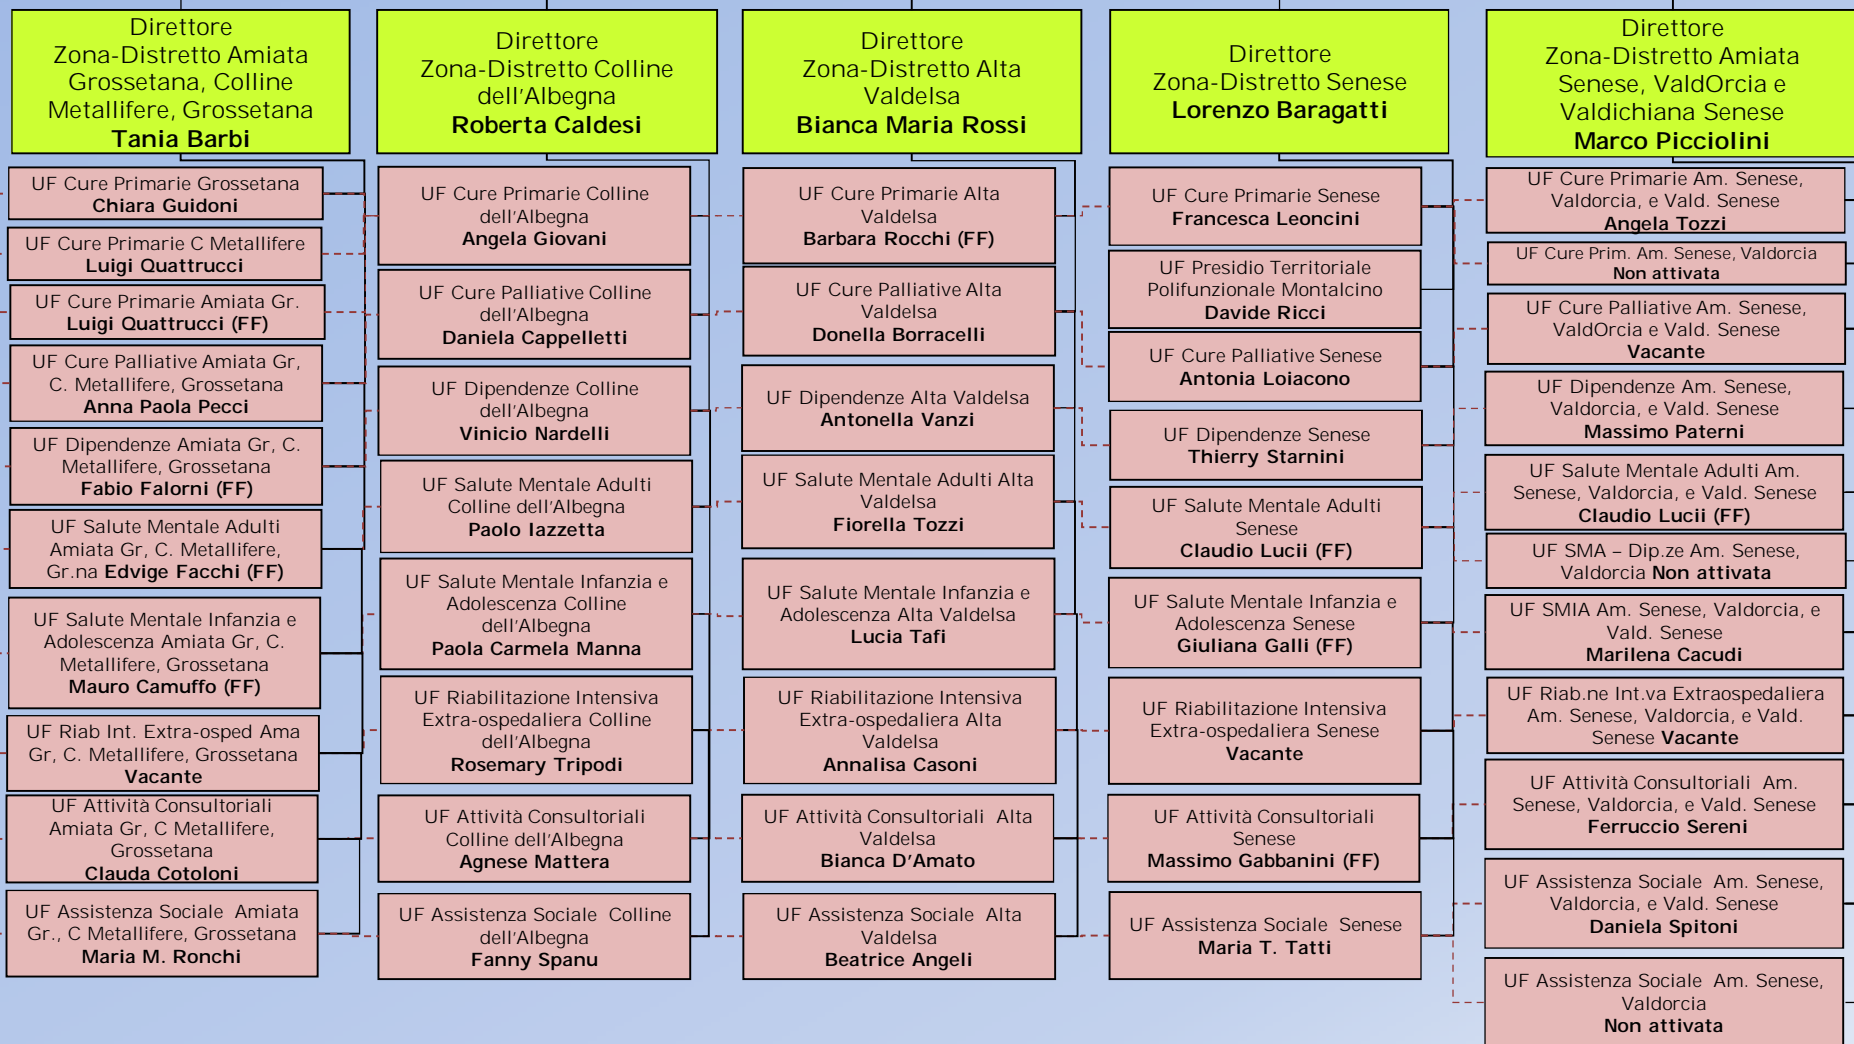 Direttore
Zona-Distretto Amiata
Grossetana, Colline
Metallifere, Grossetana
Tania Barbi
UF Cure Primarie Grossetana
Chiara Guidoni
UF Cure Primarie C Metallifere
Luigi Quattrucci
UF Cure Primarie Amiata Gr.
Luigi Quattrucci (FF)
UF Cure Palliative Amiata Gr,
C. Metallifere, Grossetana
Anna Paola Pecci
UF Dipendenze Amiata Gr, C.
Metallifere, Grossetana
Fabio Falorni (FF)
UF Salute Mentale Adulti
Amiata Gr, C. Metallifere,
Gr.na Edvige Facchi (FF)
UF Salute Mentale Infanzia e
Adolescenza Amiata Gr, C.
Metallifere, Grossetana
Mauro Camuffo (FF)
UF Riab Int. Extra-osped Ama
Gr, C. Metallifere, Grossetana
Vacante
UF Attività Consultoriali
Amiata Gr, C Metallifere,
Grossetana
Clauda Cotoloni
UF Assistenza Sociale Amiata
Gr., C Metallifere, Grossetana
Maria M. Ronchi
Direttore
Zona-Distretto Colline
dell'Albegna
Roberta Caldesi
UF Cure Primarie Colline
dell'Albegna
Angela Giovani
UF Cure Palliative Colline
dell'Albegna
Daniela Cappelletti
UF Dipendenze Colline
dell'Albegna
Vinicio Nardelli
UF Salute Mentale Adulti
Colline dell'Albegna
Paolo Iazzetta
UF Salute Mentale Infanzia e
Adolescenza Colline
dell'Albegna
Paola Carmela Manna
UF Riabilitazione Intensiva
Extra-ospedaliera Colline
dell'Albegna
Rosemary Tripodi
UF Attività Consultoriali
Colline dell'Albegna
Agnese Mattera
UF Assistenza Sociale Colline
dell'Albegna
Fanny Spanu
Direttore
Zona-Distretto Alta
Valdelsa
Bianca Maria Rossi
UF Cure Primarie Alta
Valdelsa
Barbara Rocchi (FF)
UF Cure Palliative Alta
Valdelsa
Donella Borracelli
UF Dipendenze Alta Valdelsa
Antonella Vanzi
UF Salute Mentale Adulti Alta
Valdelsa
Fiorella Tozzi
UF Salute Mentale Infanzia e
Adolescenza Alta Valdelsa
Lucia Tafi
UF Riabilitazione Intensiva
Extra-ospedaliera Alta
Valdelsa
Annalisa Casoni
UF Attività Consultoriali Alta
Valdelsa
Bianca D'Amato
UF Assistenza Sociale Alta
Valdelsa
Beatrice Angeli
Direttore
Zona-Distretto Senese
Lorenzo Baragatti
UF Cure Primarie Senese
Francesca Leoncini
UF Presidio Territoriale
Polifunzionale Montalcino
Davide Ricci
UF Cure Palliative Senese
Antonia Loiacono
UF Dipendenze Senese
Thierry Starnini
UF Salute Mentale Adulti
Senese
Claudio Lucii (FF)
UF Salute Mentale Infanzia e
Adolescenza Senese
Giuliana Galli (FF)
UF Riabilitazione Intensiva
Extra-ospedaliera Senese
Vacante
UF Attività Consultoriali
Senese
Massimo Gabbanini (FF)
UF Assistenza Sociale Senese
Maria T. Tatti
Direttore
Zona-Distretto Amiata
Senese, ValdOrcia e
Valdichiana Senese
Marco Picciolini
UF Cure Primarie Am. Senese,
Valdorcia, e Vald. Senese
Angela Tozzi
UF Cure Prim. Am. Senese, Valdorcia
Non attivata
UF Cure Palliative Am. Senese,
ValdOrcia e Vald. Senese
Vacante
UF Dipendenze Am. Senese,
Valdorcia, e Vald. Senese
Massimo Paterni
UF Salute Mentale Adulti Am.
Senese, Valdorcia, e Vald. Senese
Claudio Lucii (FF)
UF SMA – Dip.ze Am. Senese,
Valdorcia Non attivata
UF SMIA Am. Senese, Valdorcia, e
Vald. Senese
Marilena Cacudi
UF Riab.ne Int.va Extraospedaliera
Am. Senese, Valdorcia, e Vald.
Senese Vacante
UF Attività Consultoriali Am.
Senese, Valdorcia, e Vald. Senese
Ferruccio Sereni
UF Assistenza Sociale Am. Senese,
Valdorcia, e Vald. Senese
Daniela Spitoni
UF Assistenza Sociale Am. Senese,
Valdorcia
Non attivata